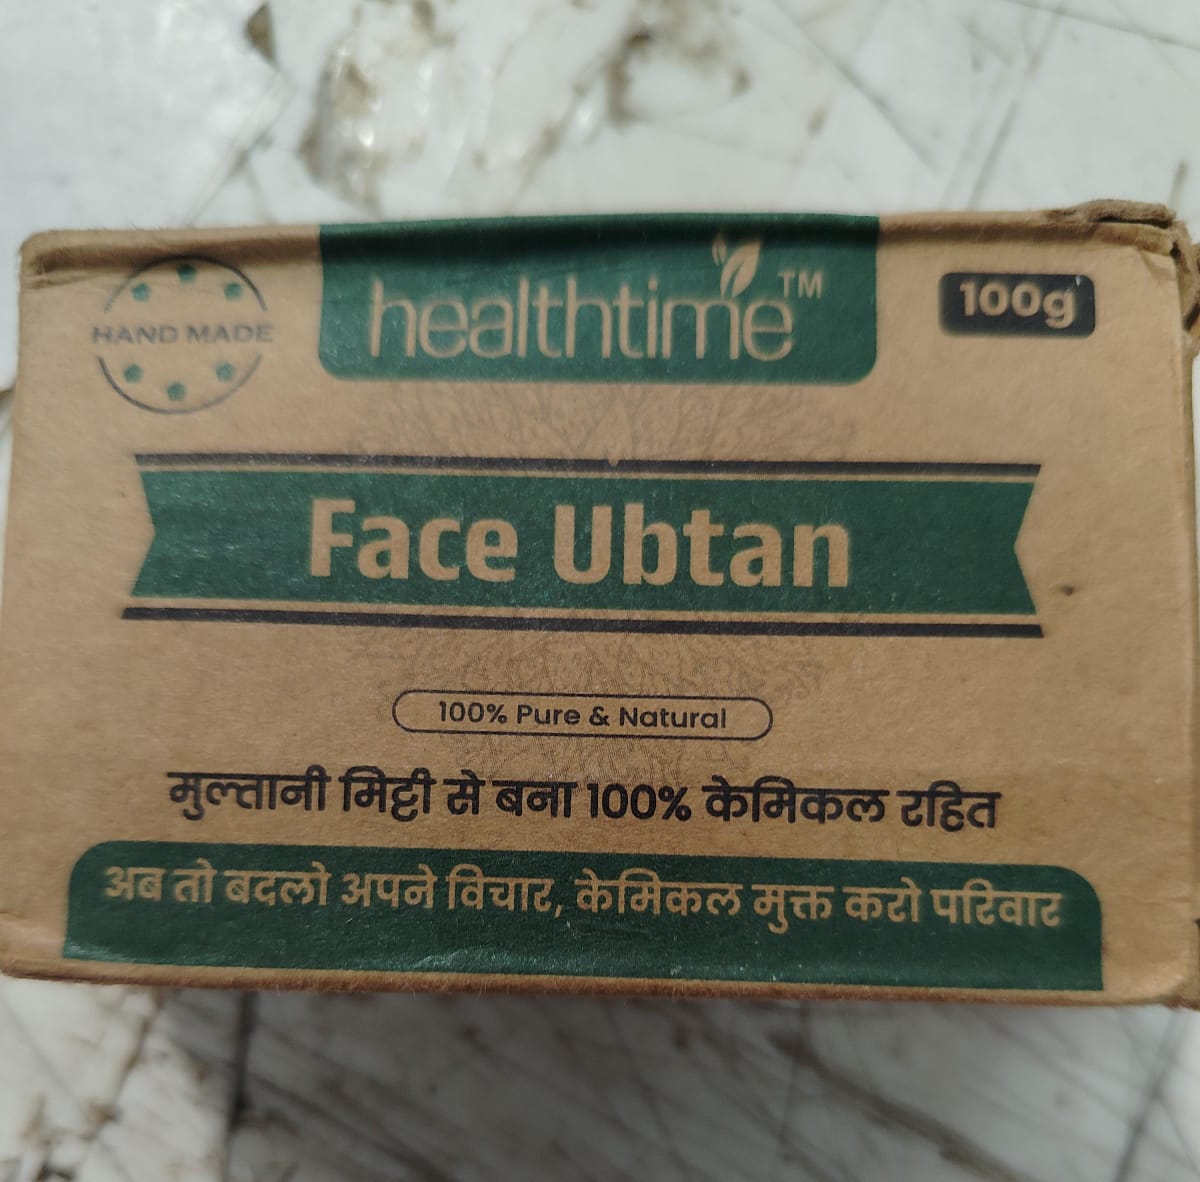 healthtime™
HAND MADE
100g
Face Ubtan
100% Pure & Natural
मुल्तानी मिट्टी से बना 100% केमिकल रहित
अब तो बदलो अपने विचार, केमिकल मुक्त करो परिवार